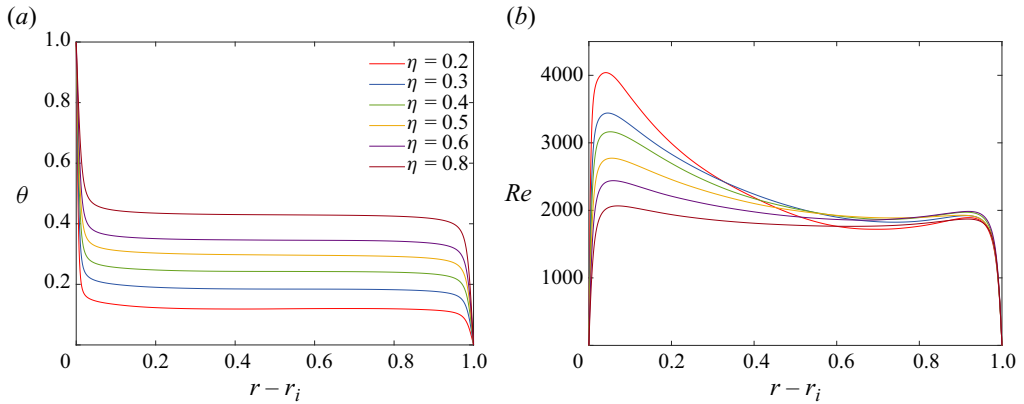 (a)
1.0
0.8
0.6
0.4
0.2
θ
η = 0.2
η = 0.3
η = 0.4
η = 0.5
η = 0.6
η = 0.8
0 0.2 0.4 0.6 0.8 1.0
r – r_i
(b)
4000
3000
2000
1000
Re
0 0.2 0.4 0.6 0.8 1.0
r – r_i